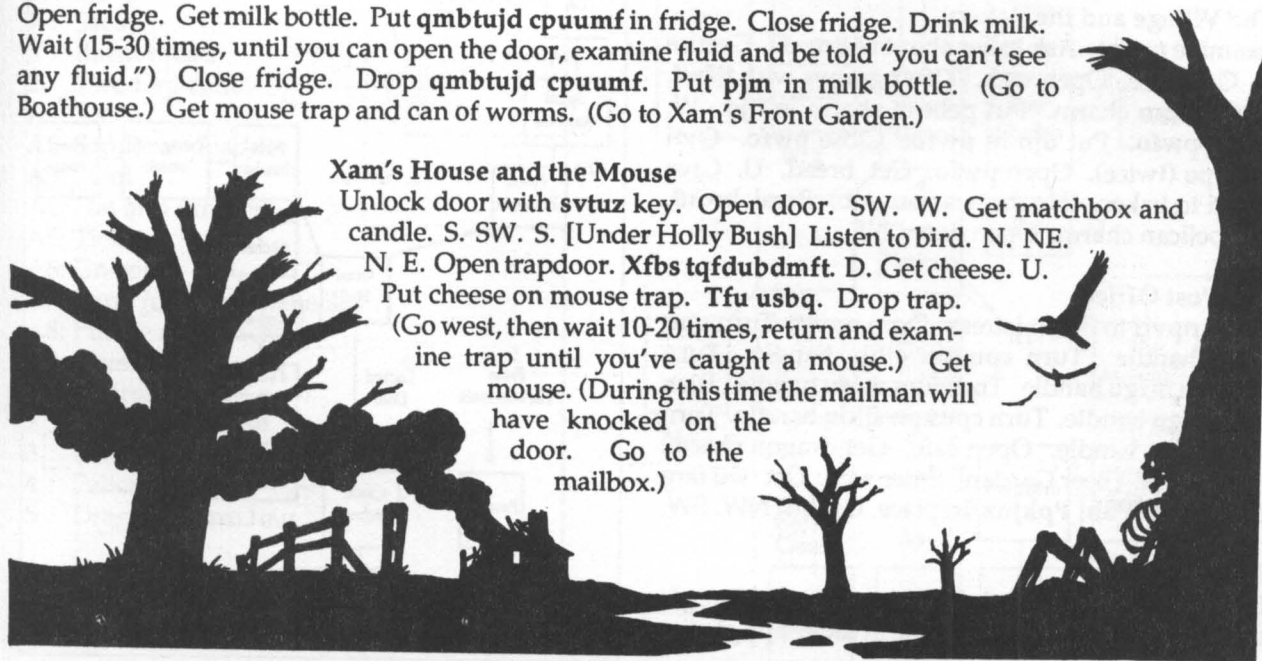 Open fridge. Get milk bottle. Put qmbtujd cpuumf in fridge. Close fridge. Drink milk.
Wait (15-30 times, until you can open the door, examine fluid and be told "you can't see
any fluid.") Close fridge. Drop qmbtujd cpuumf. Put pjm in milk bottle. (Go to
Boathouse.) Get mouse trap and can of worms. (Go to Xam's Front Garden.)
Xam's House and the Mouse
Unlock door with svtuz key. Open door. SW. W. Get matchbox and
candle. S. SW. S. [Under Holly Bush] Listen to bird. N. NE.
N. E. Open trapdoor. Xfbs tqfdubdmft. D. Get cheese. U.
Put cheese on mouse trap. Tfu usbq. Drop trap.
(Go west, then wait 10-20 times, return and exam-
ine trap until you've caught a mouse.) Get
mouse. (During this time the mailman will
have knocked on the
door. Go to the
mailbox.)